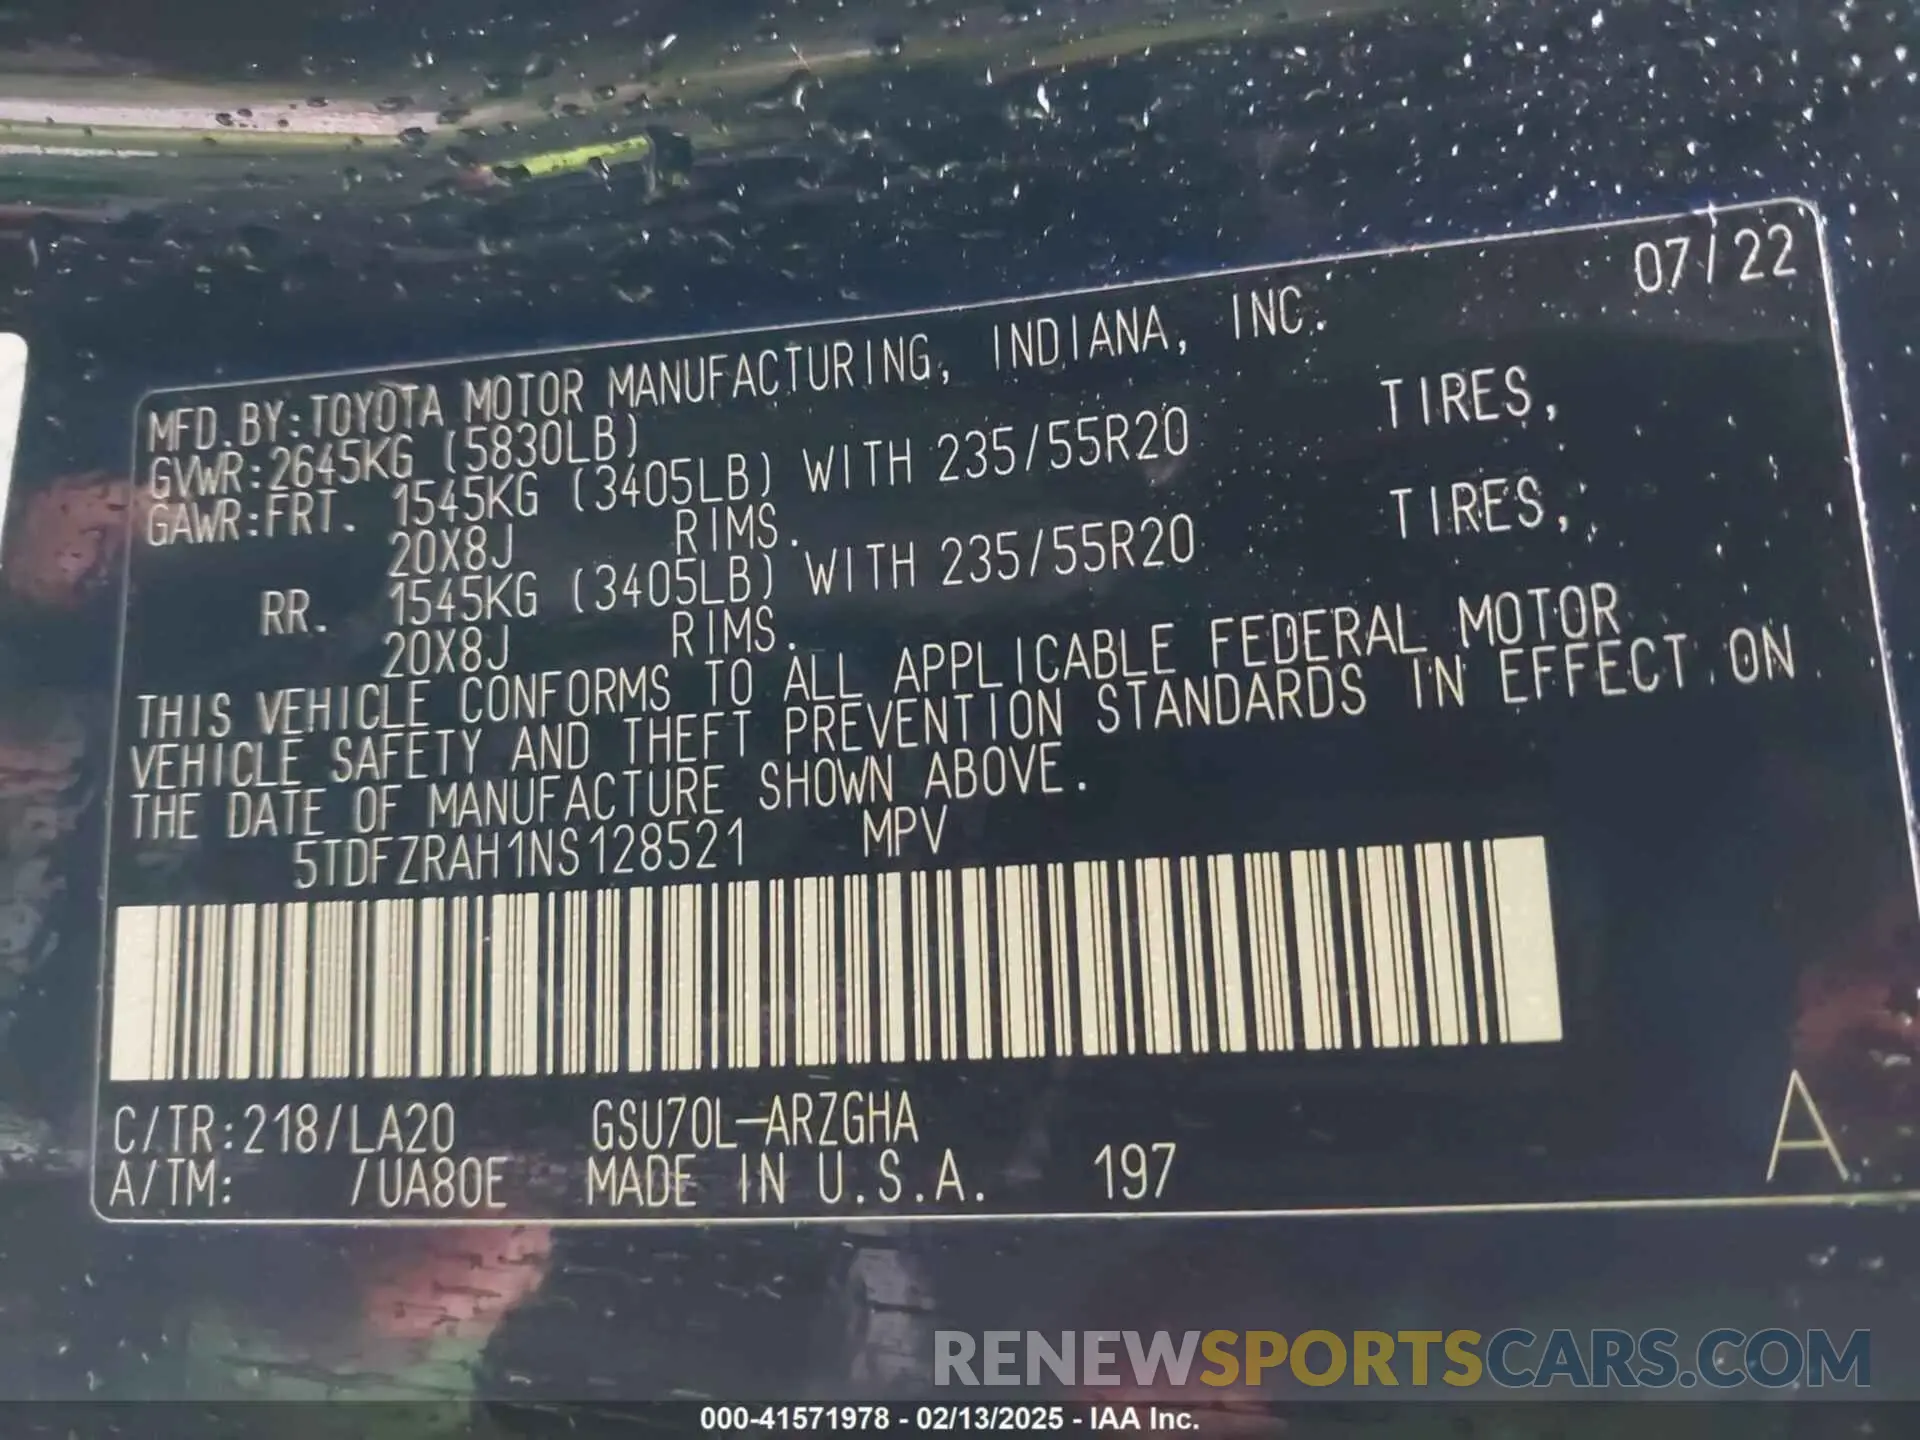 07/22
MFD.BY:TOYOTA MOTOR MANUFACTURING, INDIANA, INC.
GVWR:2645KG (5830LB)
GAWR:FRT. 1545KG (3405LB) WITH 235/55R20 TIRES,
20X8J RIMS.
RR. 1545KG (3405LB) WITH 235/55R20 TIRES,
20X8J RIMS.
THIS VEHICLE CONFORMS TO ALL APPLICABLE FEDERAL MOTOR
VEHICLE SAFETY AND THEFT PREVENTION STANDARDS IN EFFECT ON
THE DATE OF MANUFACTURE SHOWN ABOVE.
5TDFZRAH1NS128521 MPV
C/TR:218/LA20 GSU70L-ARZGHA
A/TM: /UA80E MADE IN U.S.A. 197
A
RENEWSPORTSCARS.COM
000-41571978 - 02/13/2025 - IAA Inc.